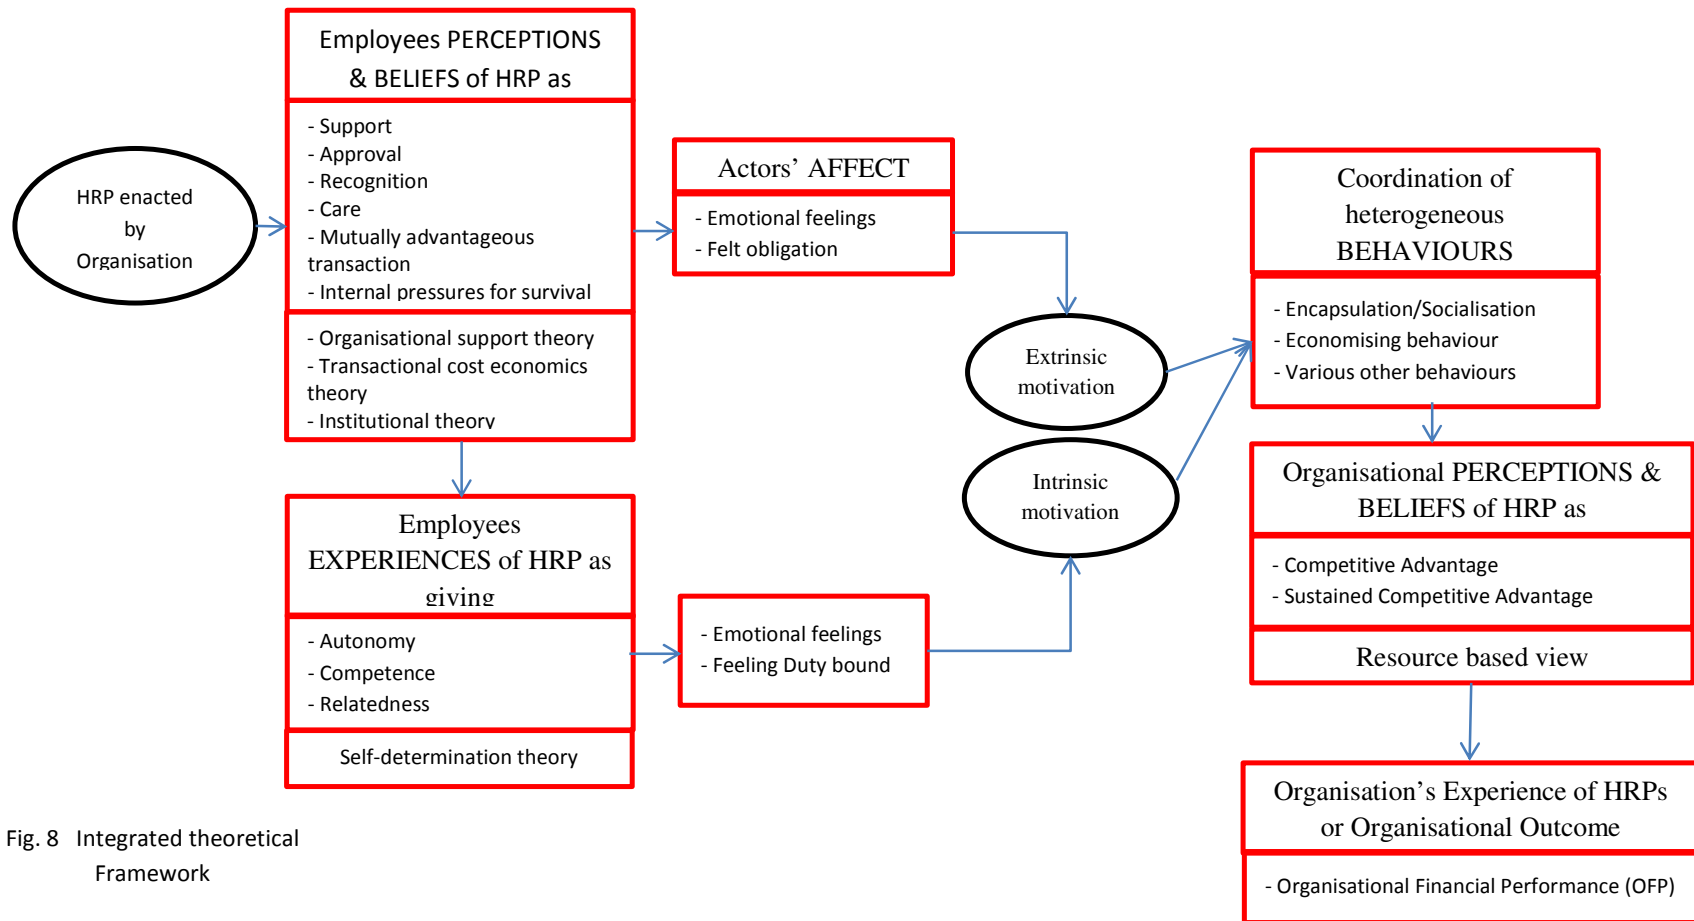 HRP enacted
by
Organisation
Employees PERCEPTIONS
& BELIEFS of HRP as
- Support
- Approval
- Recognition
- Care
- Mutually advantageous
transaction
- Internal pressures for survival
- Organisational support theory
- Transactional cost economics
theory
- Institutional theory
Employees
EXPERIENCES of HRP as
giving
- Autonomy
- Competence
- Relatedness
Self-determination theory
Actors’ AFFECT
- Emotional feelings
- Felt obligation
- Emotional feelings
- Feeling Duty bound
Extrinsic
motivation
Intrinsic
motivation
Coordination of
heterogeneous
BEHAVIOURS
- Encapsulation/Socialisation
- Economising behaviour
- Various other behaviours
Organisational PERCEPTIONS &
BELIEFS of HRP as
- Competitive Advantage
- Sustained Competitive Advantage
Resource based view
Organisation’s Experience of HRPs
or Organisational Outcome
- Organisational Financial Performance (OFP)
Fig. 8 Integrated theoretical
Framework